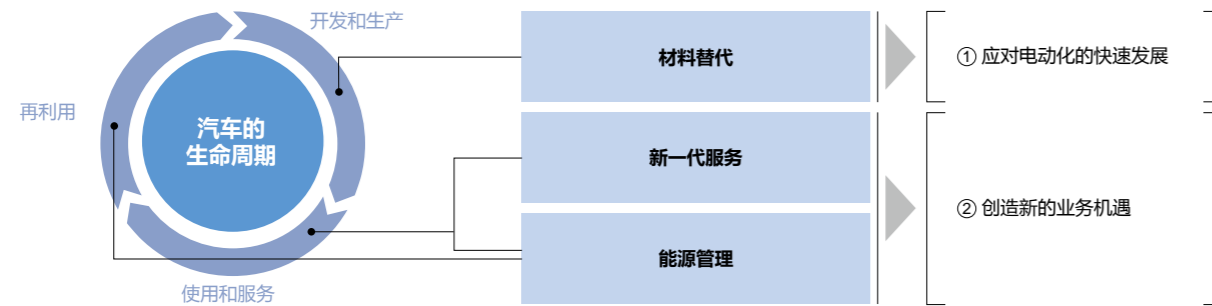 开发和生产
再利用
汽车的
生命周期
使用和服务
材料替代
新一代服务
能源管理
① 应对电动化的快速发展
② 创造新的业务机遇